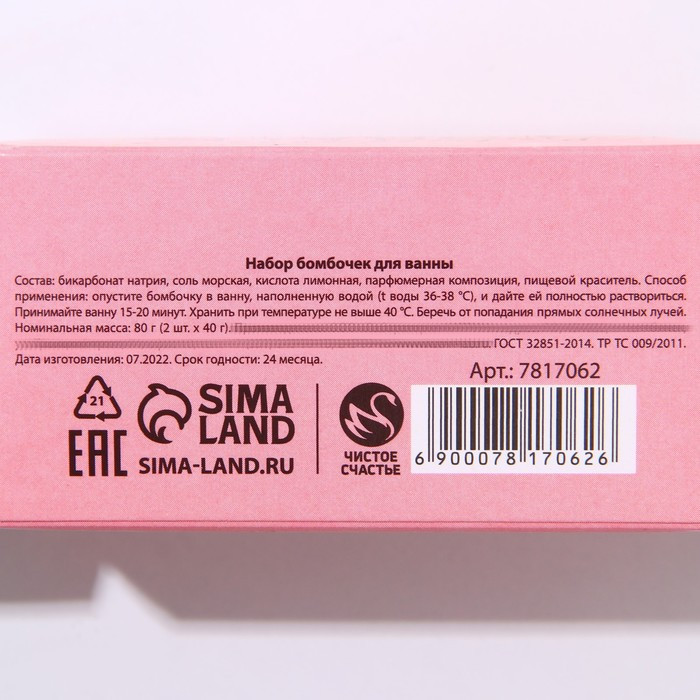 Набор бомбочек для ванны
Состав: бикарбонат натрия, соль морская, кислота лимонная, парфюмерная композиция, пищевой краситель. Способ
применения: опустите бомбочку в ванну, наполненную водой (t воды 36-38 °С), и дайте ей полностью раствориться.
Принимайте ванну 15-20 минут. Хранить при температуре не выше 40 °С. Беречь от попадания прямых солнечных лучей.
Номинальная масса: 80 г (2 шт. х 40 г).
ГОСТ 32851-2014. ТР ТС 009/2011.
Дата изготовления: 07.2022. Срок годности: 24 месяца.
Арт.: 7817062
21
EAC
SIMA
LAND
SIMA-LAND.RU
ЧИСТОЕ
СЧАСТЬЕ
6 900078 170626